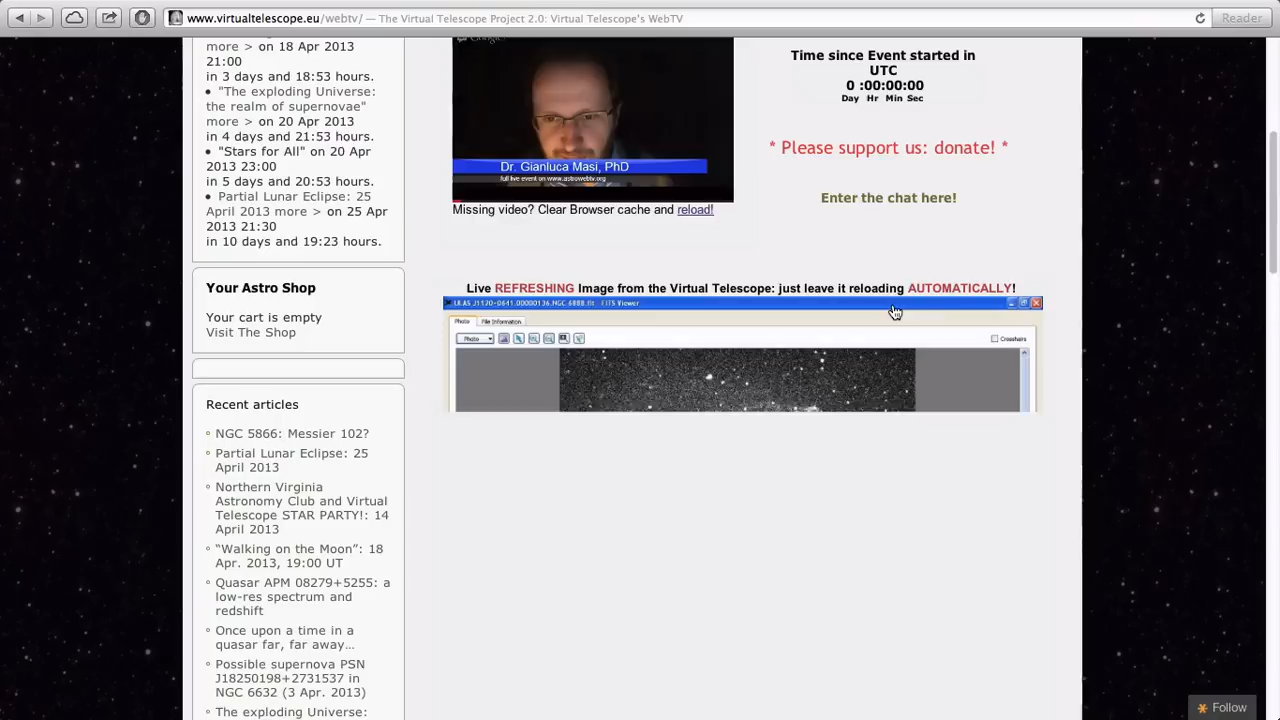 www.virtualtelescope.eu/webtv/ — The Virtual Telescope Project 2.0: Virtual Telescope's WebTV
Reader
more > on 18 Apr 2013
21:00
in 3 days and 18:53 hours.
• "The exploding Universe:
the realm of supernovae"
more > on 20 Apr 2013
in 4 days and 21:53 hours.
• "Stars for All" on 20 Apr
2013 23:00
in 5 days and 20:53 hours.
• Partial Lunar Eclipse: 25
April 2013 more > on 25 Apr
2013 21:30
in 10 days and 19:23 hours.
Your Astro Shop
Your cart is empty
Visit The Shop
Recent articles
NGC 5866: Messier 102?
Partial Lunar Eclipse: 25
April 2013
Northern Virginia
Astronomy Club and Virtual
Telescope STAR PARTY!: 14
April 2013
“Walking on the Moon”: 18
Apr. 2013, 19:00 UT
Quasar APM 08279+5255: a
low-res spectrum and
redshift
Once upon a time in a
quasar far, far away…
Possible supernova PSN
J18250198+2731537 in
NGC 6632 (3 Apr. 2013)
The exploding Universe:
Dr. Gianluca Masi, PhD
full live event on www.astrowebtv.org
Missing video? Clear Browser cache and reload!
Time since Event started in
UTC
0 :00:00:00
Day Hr Min Sec
* Please support us: donate! *
Enter the chat here!
Live REFRESHING Image from the Virtual Telescope: just leave it reloading AUTOMATICALLY!
FITS Viewer
Photo File Information
Photo
Crosshairs
Follow